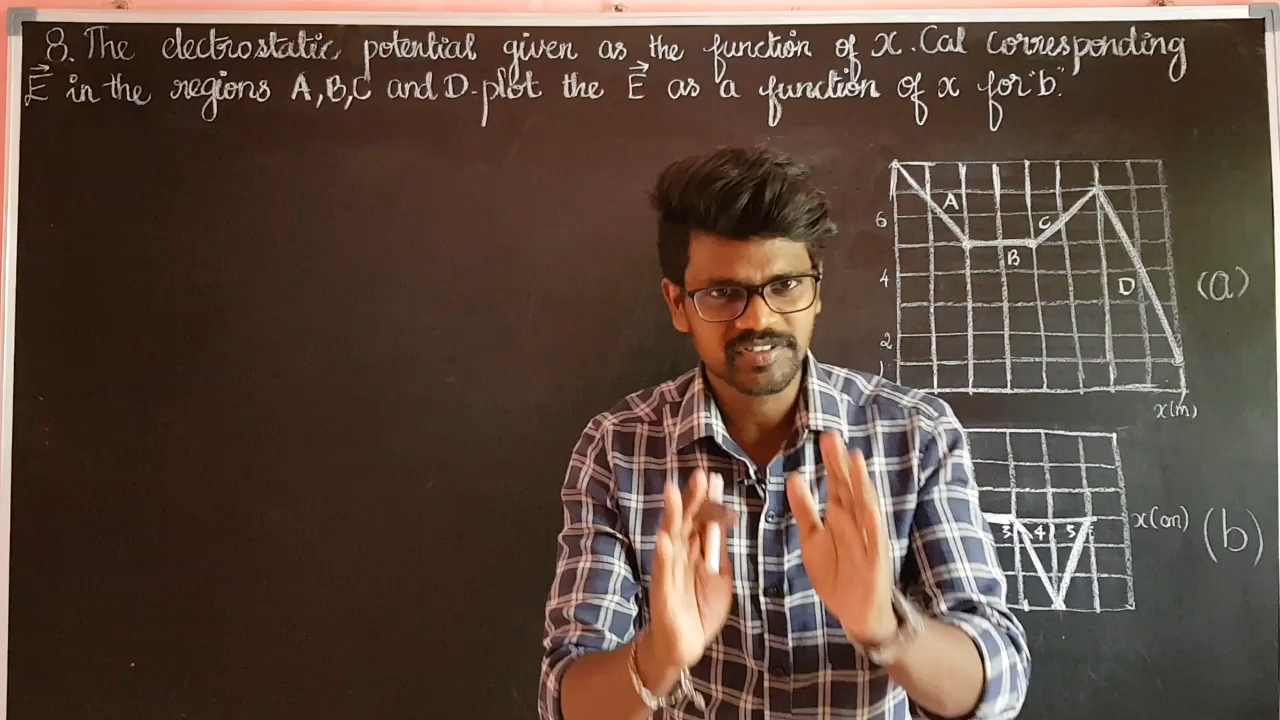 8. The electrostatic potential given as the function of x. Cal corresponding
E⃗ in the regions A,B,C and D. plot the E⃗ as a function of x for "b".
A
6
C
B
4
D
(a)
2
1
x(m)
3 4 5
x(cm)
(b)